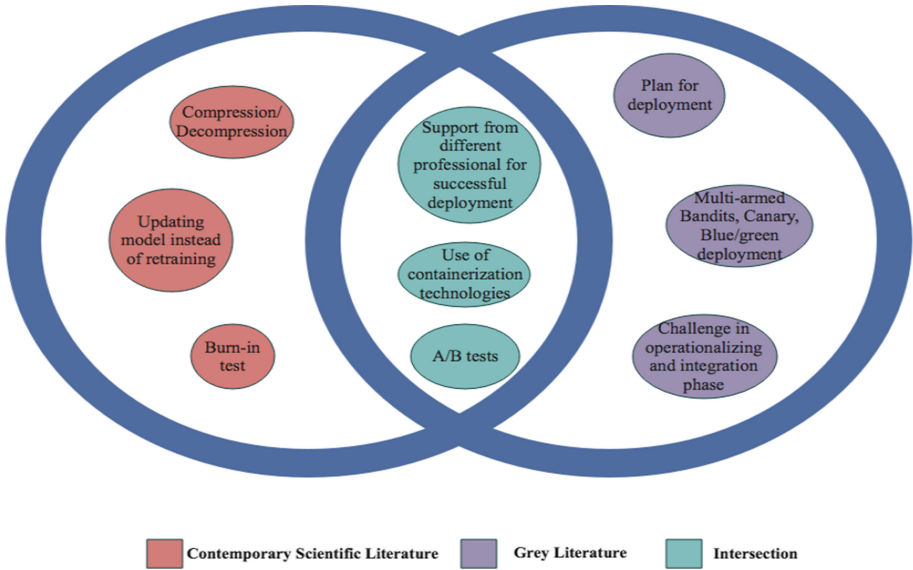 Compression/
Decompression
Updating
model instead
of retraining
Burn-in
test
Support from
different
professional for
successful
deployment
Use of
containerization
technologies
A/B tests
Plan for
deployment
Multi-armed
Bandits, Canary,
Blue/green
deployment
Challenge in
operationalizing
and integration
phase
Contemporary Scientific Literature
Grey Literature
Intersection